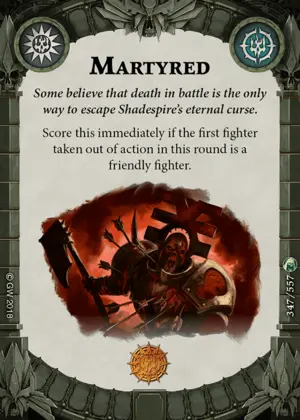 MARTYRED
Some believe that death in battle is the only
way to escape Shadespire's eternal curse.
Score this immediately if the first fighter
taken out of action in this round is a
friendly fighter.
© GW 2018
347/557